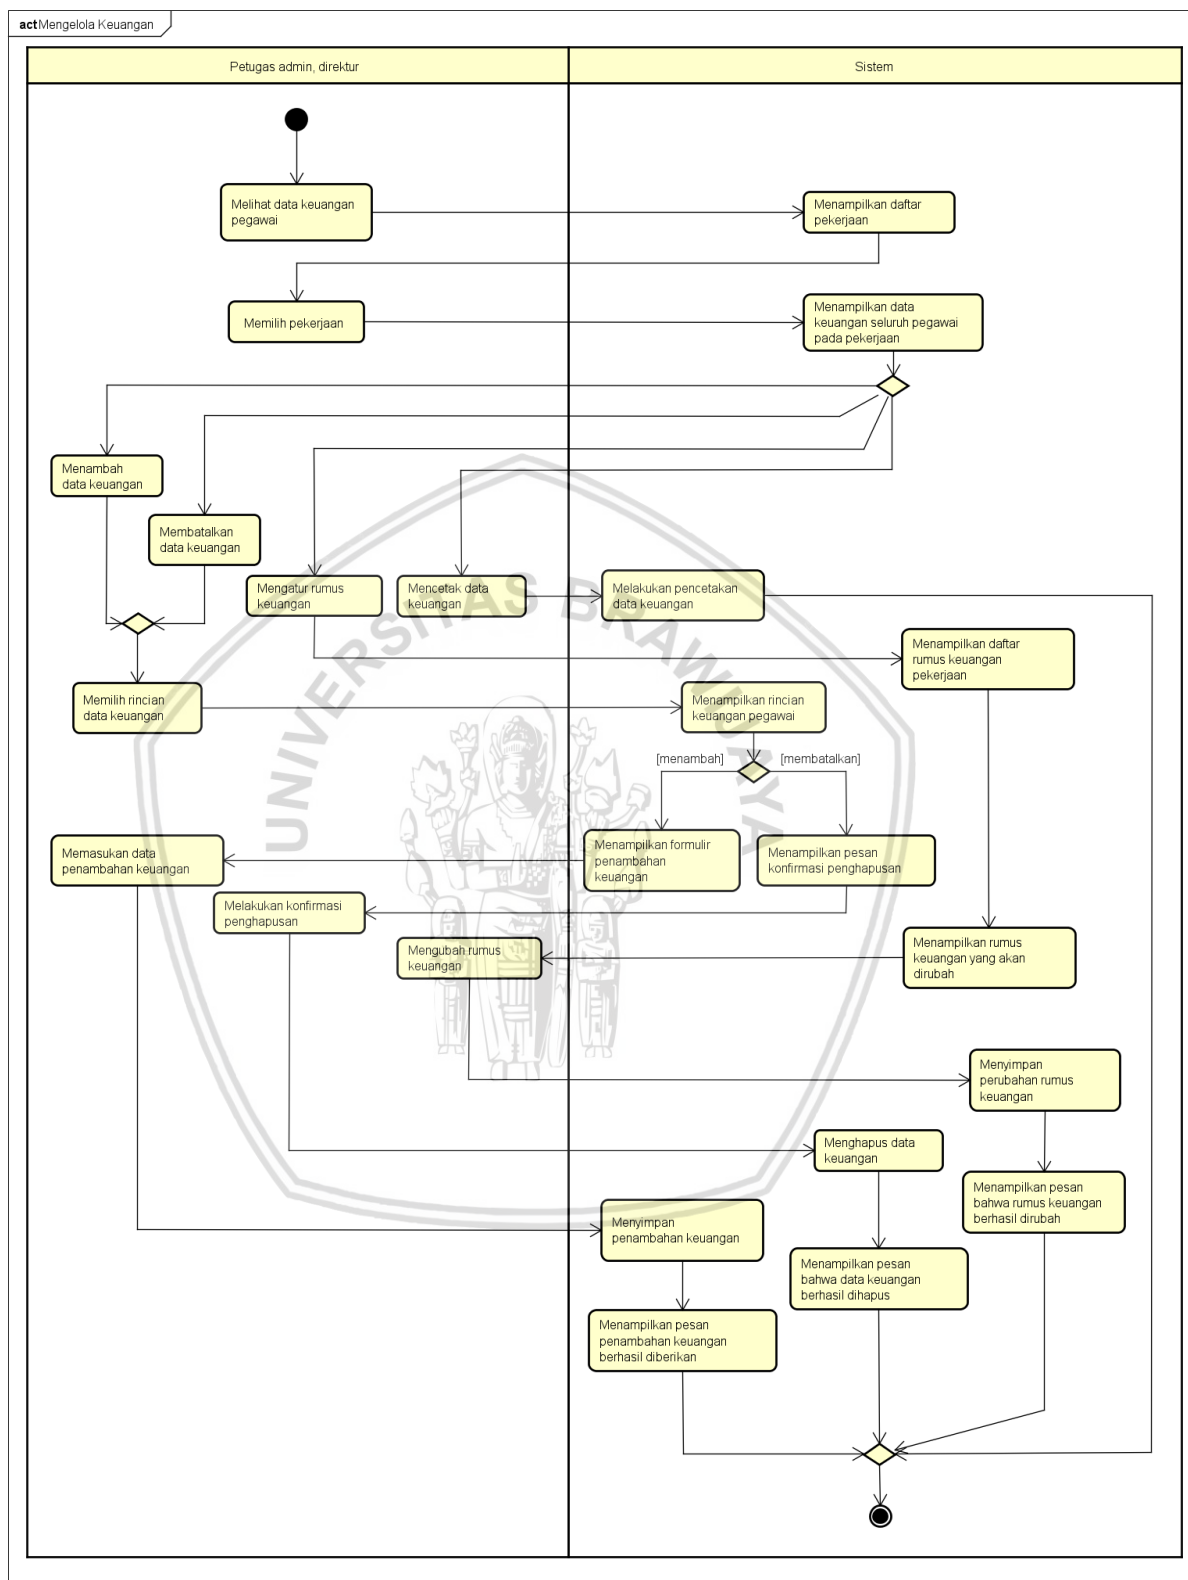 act Mengelola Keuangan
Petugas admin, direktur
Sistem
Melihat data keuangan
pegawai
Menampilkan daftar
pekerjaan
Memilih pekerjaan
Menampilkan data
keuangan seluruh pegawai
pada pekerjaan
Menambah
data keuangan
Membatalkan
data keuangan
Mengatur rumus
keuangan
Mencetak data
keuangan
Melakukan pencetakan
data keuangan
Menampilkan daftar
rumus keuangan
pekerjaan
Memilih rincian
data keuangan
Menampilkan rincian
keuangan pegawai
[menambah]
[membatalkan]
Menampilkan formulir
penambahan
keuangan
Menampilkan pesan
konfirmasi penghapusan
Memasukan data
penambahan keuangan
Melakukan konfirmasi
penghapusan
Mengubah rumus
keuangan
Menampilkan rumus
keuangan yang akan
dirubah
Menyimpan
perubahan rumus
keuangan
Menghapus data
keuangan
Menampilkan pesan
bahwa rumus keuangan
berhasil dirubah
Menyimpan
penambahan keuangan
Menampilkan pesan
bahwa data keuangan
berhasil dihapus
Menampilkan pesan
penambahan keuangan
berhasil diberikan
UNIVERSITAS BRAWIJAYA